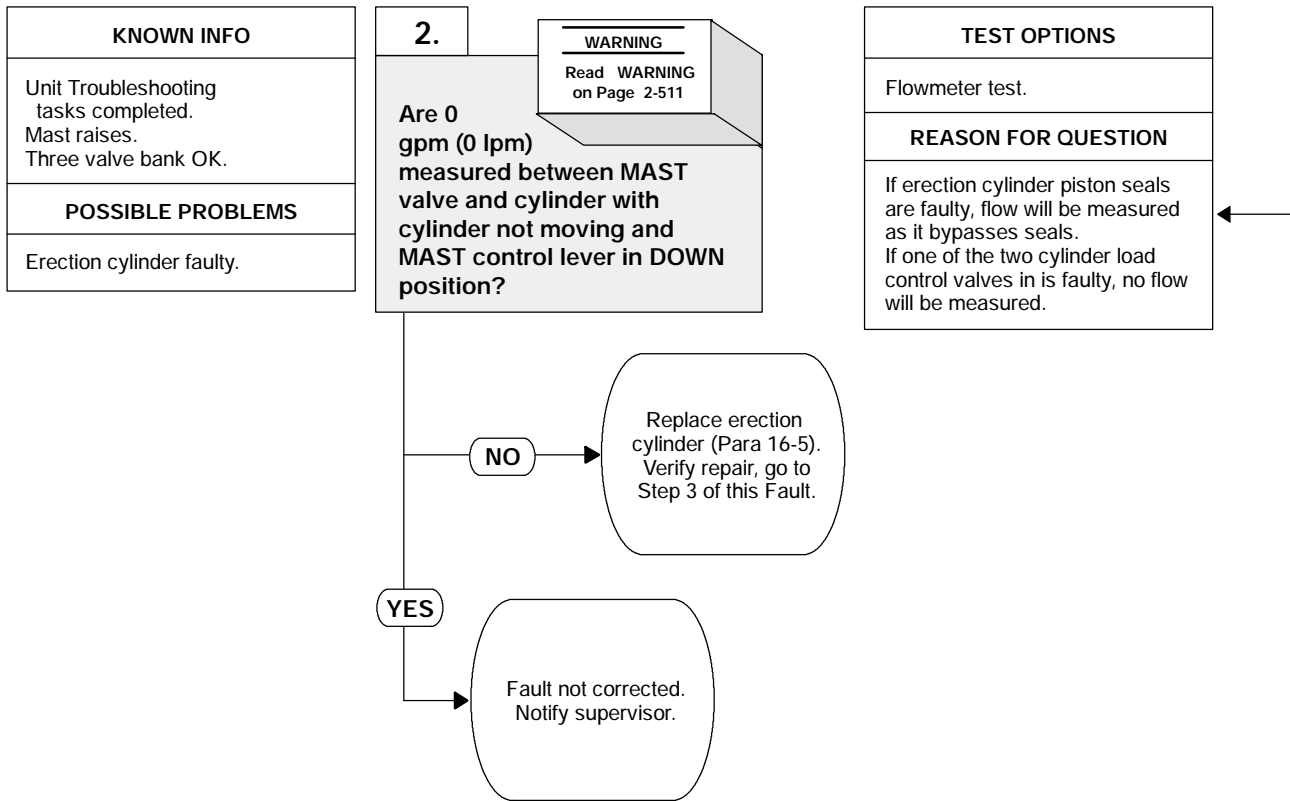 KNOWN INFO
Unit Troubleshooting
tasks completed.
Mast raises.
Three valve bank OK.
POSSIBLE PROBLEMS
Erection cylinder faulty.
2.
WARNING
Read WARNING
on Page 2-511
Are 0
gpm (0 lpm)
measured between MAST
valve and cylinder with
cylinder not moving and
MAST control lever in DOWN
position?
TEST OPTIONS
Flowmeter test.
REASON FOR QUESTION
If erection cylinder piston seals
are faulty, flow will be measured
as it bypasses seals.
If one of the two cylinder load
control valves in is faulty, no flow
will be measured.
NO
Replace erection
cylinder (Para 16-5).
Verify repair, go to
Step 3 of this Fault.
YES
Fault not corrected.
Notify supervisor.